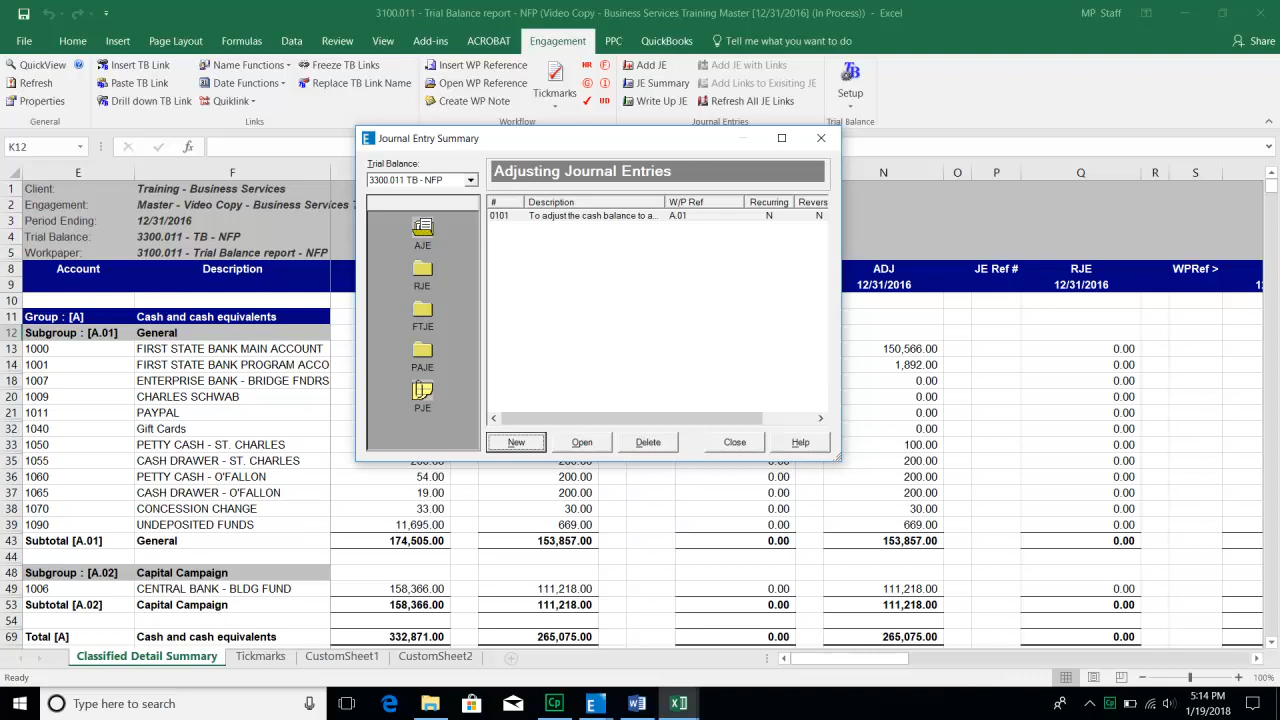 3100.011 - Trial Balance report - NFP (Video Copy - Business Services Training Master [12/31/2016] (In Process)) - Excel
MP Staff
File Home Insert Page Layout Formulas Data Review View Add-ins ACROBAT Engagement PPC QuickBooks Tell me what you want to do Share
QuickView Insert TB Link Name Functions Freeze TB Links Insert WP Reference HR F Add JE Add JE with Links
Refresh Paste TB Link Date Functions Replace TB Link Name Open WP Reference Tickmarks JE Summary Add Links to Exisiting JE Setup
Properties Drill down TB Link Quiklink Create WP Note UD Write Up JE Refresh All JE Links
General Links Workflow Journal Entries Trial Balance
K12 fx
Journal Entry Summary
Trial Balance:
3300.011 TB - NFP
Adjusting Journal Entries
# Description W/P Ref Recurring Revers
0101 To adjust the cash balance to a... A.01 N N
AJE
RJE
FTJE
PAJE
PJE
New Open Delete Close Help
E F N O P Q R S
1 Client: Training - Business Services
2 Engagement: Master - Video Copy - Business Services T
3 Period Ending: 12/31/2016
4 Trial Balance: 3300.011 - TB - NFP
5 Workpaper: 3100.011 - Trial Balance report - NFP
8 Account Description ADJ JE Ref # RJE WPRef >
9 12/31/2016 12/31/2016
10
11 Group : [A] Cash and cash equivalents
12 Subgroup : [A.01] General
13 1000 FIRST STATE BANK MAIN ACCOUNT 150,566.00 0.00
14 1001 FIRST STATE BANK PROGRAM ACCO 1,892.00 0.00
18 1007 ENTERPRISE BANK - BRIDGE FNDRS 0.00 0.00
20 1009 CHARLES SCHWAB 0.00 0.00
21 1011 PAYPAL 0.00 0.00
32 1040 Gift Cards 0.00 0.00
33 1050 PETTY CASH - ST. CHARLES 100.00 0.00
35 1055 CASH DRAWER - ST. CHARLES 200.00 200.00 0.00 200.00 0.00
36 1060 PETTY CASH - O'FALLON 54.00 200.00 0.00 200.00 0.00
37 1065 CASH DRAWER - O'FALLON 19.00 200.00 0.00 200.00 0.00
38 1070 CONCESSION CHANGE 33.00 30.00 0.00 30.00 0.00
39 1090 UNDEPOSITED FUNDS 11,695.00 669.00 0.00 669.00 0.00
43 Subtotal [A.01] General 174,505.00 153,857.00 0.00 153,857.00 0.00
44
48 Subgroup : [A.02] Capital Campaign
49 1006 CENTRAL BANK - BLDG FUND 158,366.00 111,218.00 0.00 111,218.00 0.00
53 Subtotal [A.02] Capital Campaign 158,366.00 111,218.00 0.00 111,218.00 0.00
54
69 Total [A] Cash and cash equivalents 332,871.00 265,075.00 0.00 265,075.00 0.00
Classified Detail Summary Tickmarks CustomSheet1 CustomSheet2
Ready 100%
Type here to search
5:14 PM
1/19/2018